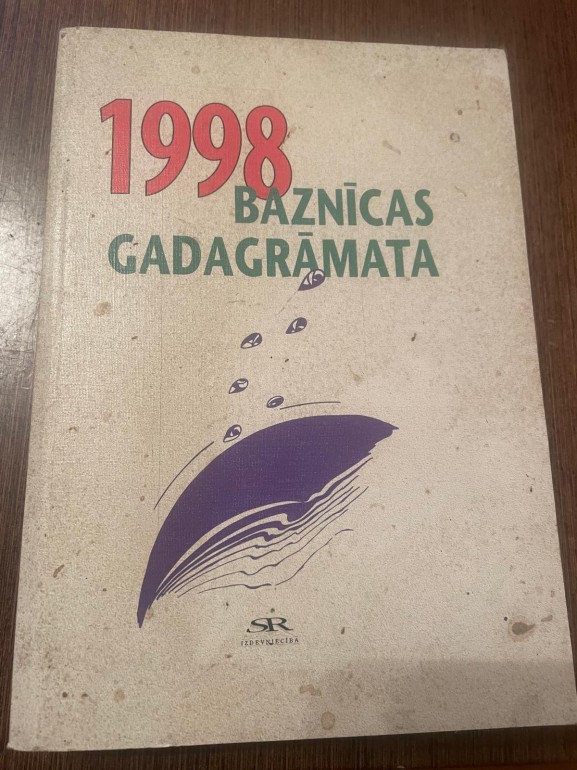 1998
BAZNĪCAS
GADAGRĀMATA
SR
IZDEVNIECĪBA